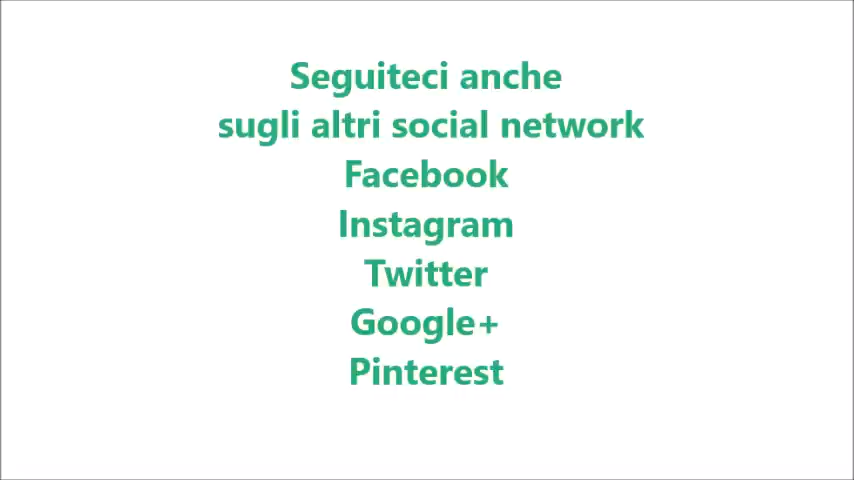 Seguiteci anche
sugli altri social network
Facebook
Instagram
Twitter
Google+
Pinterest